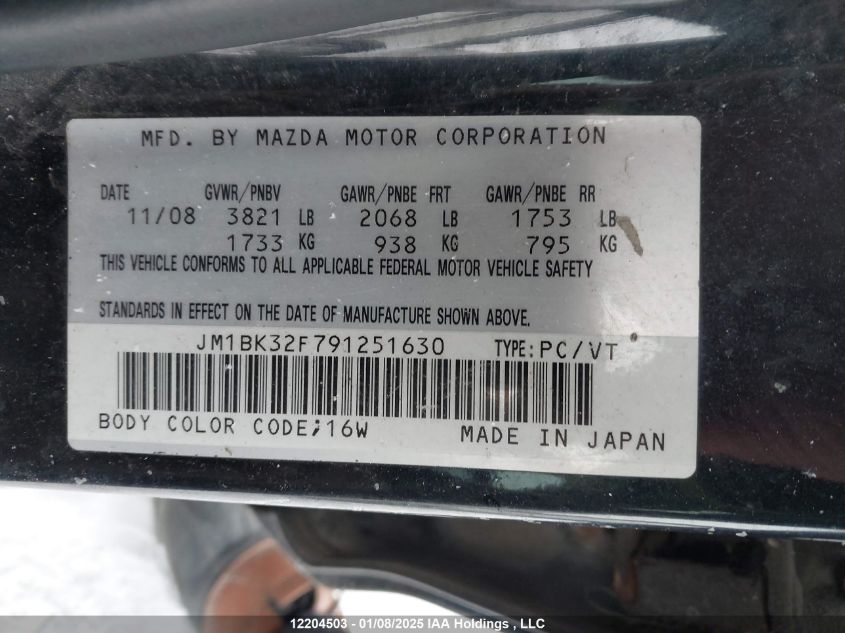 MFD. BY MAZDA MOTOR CORPORATION
DATE GVWR/PNBV GAWR/PNBE FRT GAWR/PNBE RR
11/08 3821 LB 2068 LB 1753 LB
1733 KG 938 KG 795 KG
THIS VEHICLE CONFORMS TO ALL APPLICABLE FEDERAL MOTOR VEHICLE SAFETY
STANDARDS IN EFFECT ON THE DATE OF MANUFACTURE SHOWN ABOVE.
JM1BK32F791251630 TYPE:PC/VT
BODY COLOR CODE;16W MADE IN JAPAN
12204503 - 01/08/2025 IAA Holdings , LLC